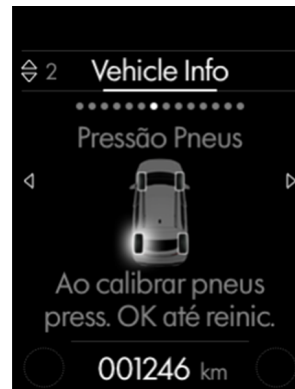 2 Vehicle Info
Pressão Pneus
Ao calibrar pneus
press. OK até reinic.
001246 km